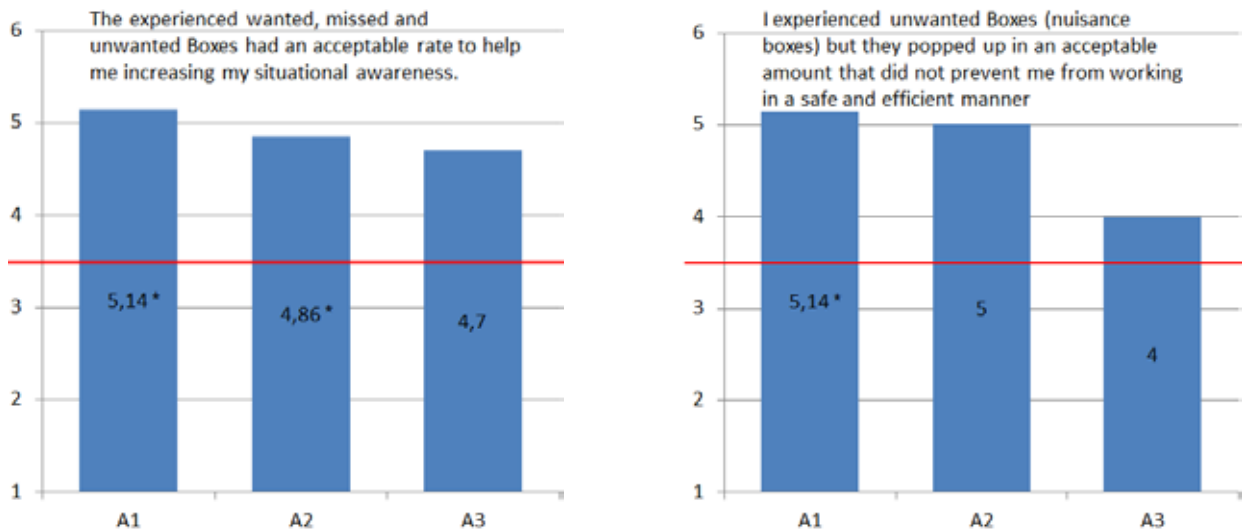 The experienced wanted, missed and
unwanted Boxes had an acceptable rate to help
me increasing my situational awareness.
6
5
4
3
2
1
5,14 *
4,86 *
4,7
A1
A2
A3
I experienced unwanted Boxes (nuisance
boxes) but they popped up in an acceptable
amount that did not prevent me from working
in a safe and efficient manner
6
5
4
3
2
1
5,14 *
5
4
A1
A2
A3